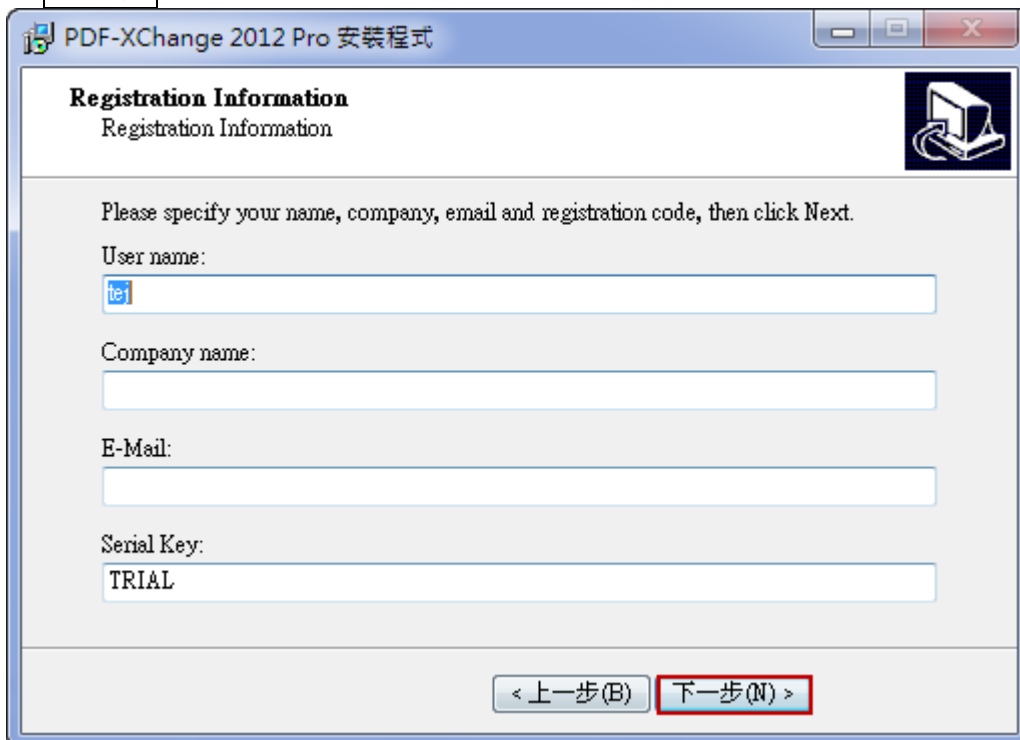 PDF-XChange 2012 Pro 安裝程式
Registration Information
Registration Information
Please specify your name, company, email and registration code, then click Next.
User name:
tej
Company name:
E-Mail:
Serial Key:
TRIAL
< 上一步(B)
下一步(N) >